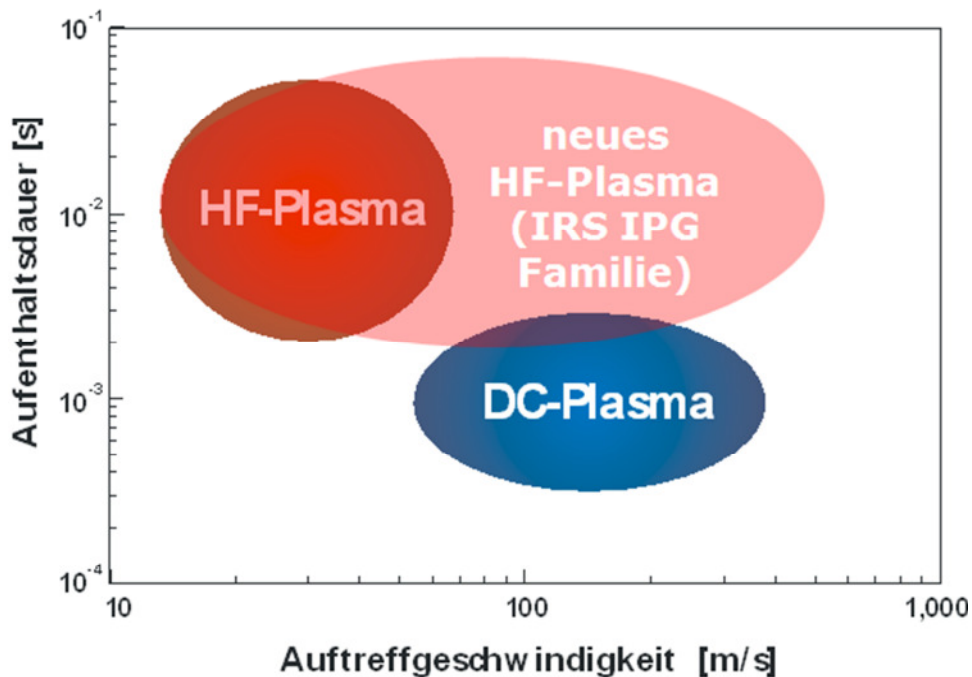 10-1
Aufenthaltsdauer [s]
neues
HF-Plasma
HF-Plasma
(IRS IPG
Familie)
10-2
DC-Plasma
10-3
10-4
10
100
1,000
Auftreffgeschwindigkeit [m/s]